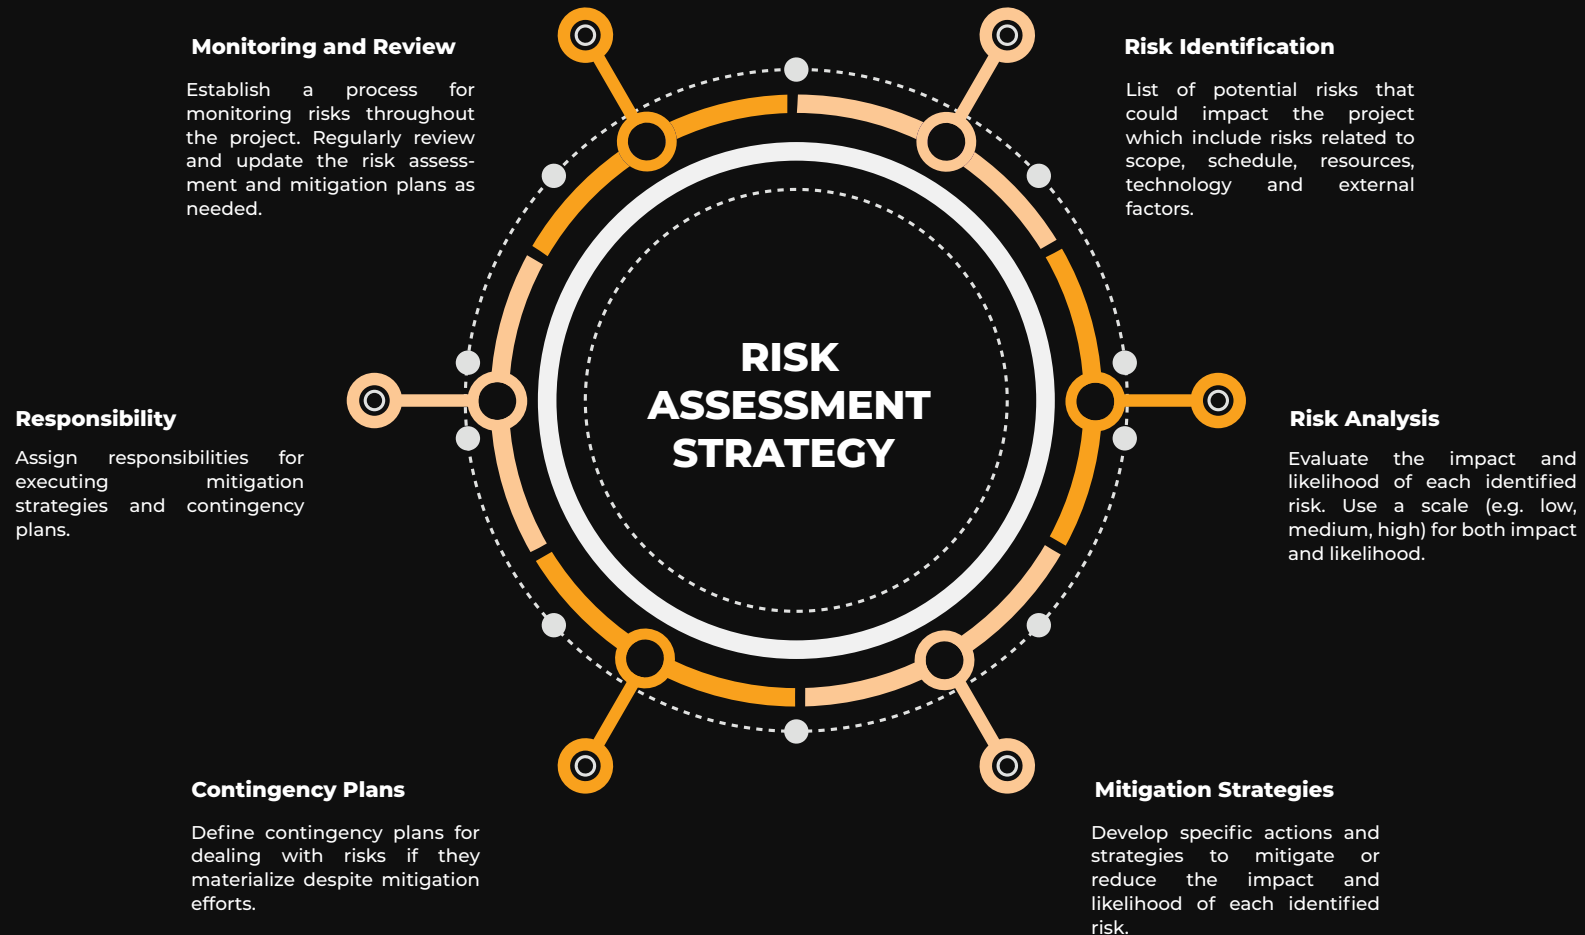 Monitoring and Review
Establish a process for
monitoring risks throughout
the project. Regularly review
and update the risk assess-
ment and mitigation plans as
needed.
Risk Identification
List of potential risks that
could impact the project
which include risks related to
scope, schedule, resources,
technology and external
factors.
RISK
ASSESSMENT
STRATEGY
Responsibility
Assign responsibilities for
executing mitigation
strategies and contingency
plans.
Risk Analysis
Evaluate the impact and
likelihood of each identified
risk. Use a scale (e.g. low,
medium, high) for both impact
and likelihood.
Contingency Plans
Define contingency plans for
dealing with risks if they
materialize despite mitigation
efforts.
Mitigation Strategies
Develop specific actions and
strategies to mitigate or
reduce the impact and
likelihood of each identified
risk.